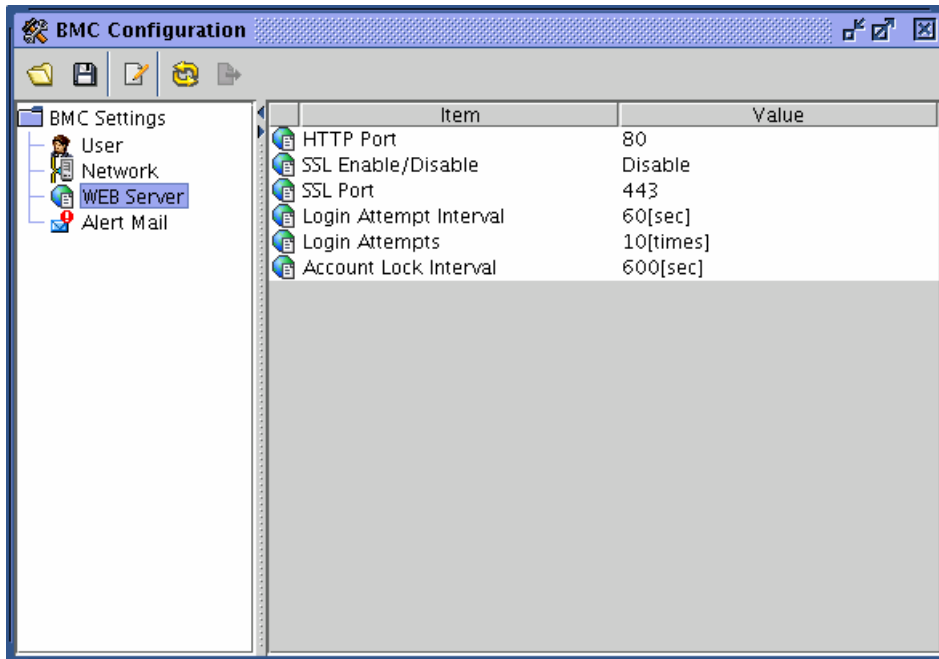 BMC Configuration
BMC Settings
User
Network
WEB Server
Alert Mail
Item Value
HTTP Port 80
SSL Enable/Disable Disable
SSL Port 443
Login Attempt Interval 60[sec]
Login Attempts 10[times]
Account Lock Interval 600[sec]